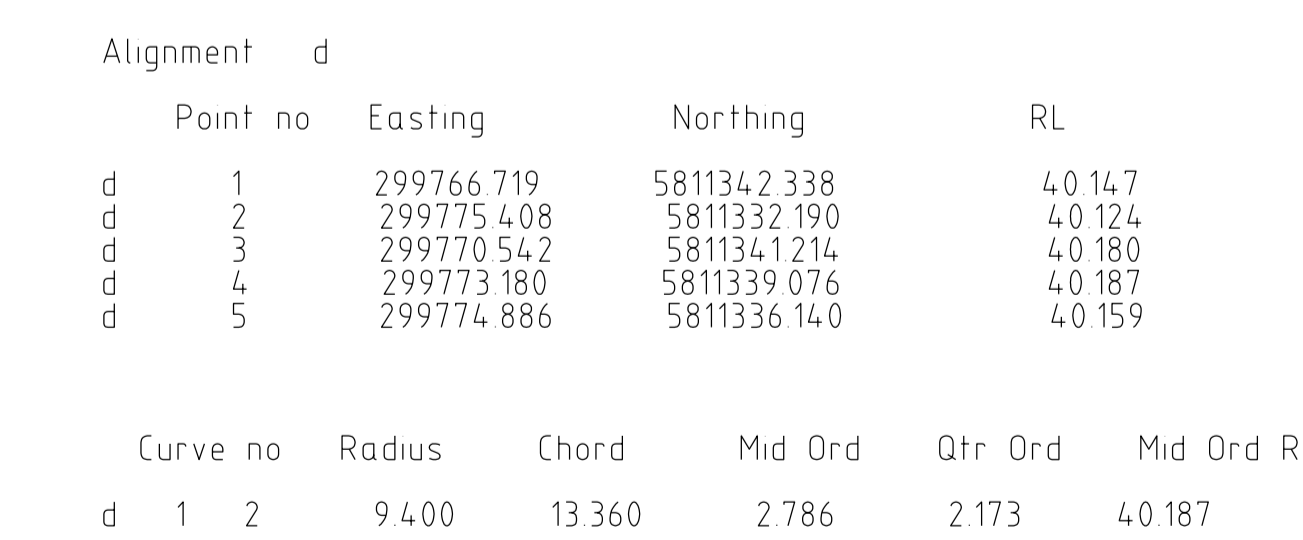 Alignment d
Point no Easting Northing RL
d 1 299766.719 5811342.338 40.147
d 2 299775.408 5811332.190 40.124
d 3 299770.542 5811341.214 40.180
d 4 299773.180 5811339.076 40.187
d 5 299774.886 5811336.140 40.159
Curve no Radius Chord Mid Ord Qtr Ord Mid Ord R
d 1 2 9.400 13.360 2.786 2.173 40.187